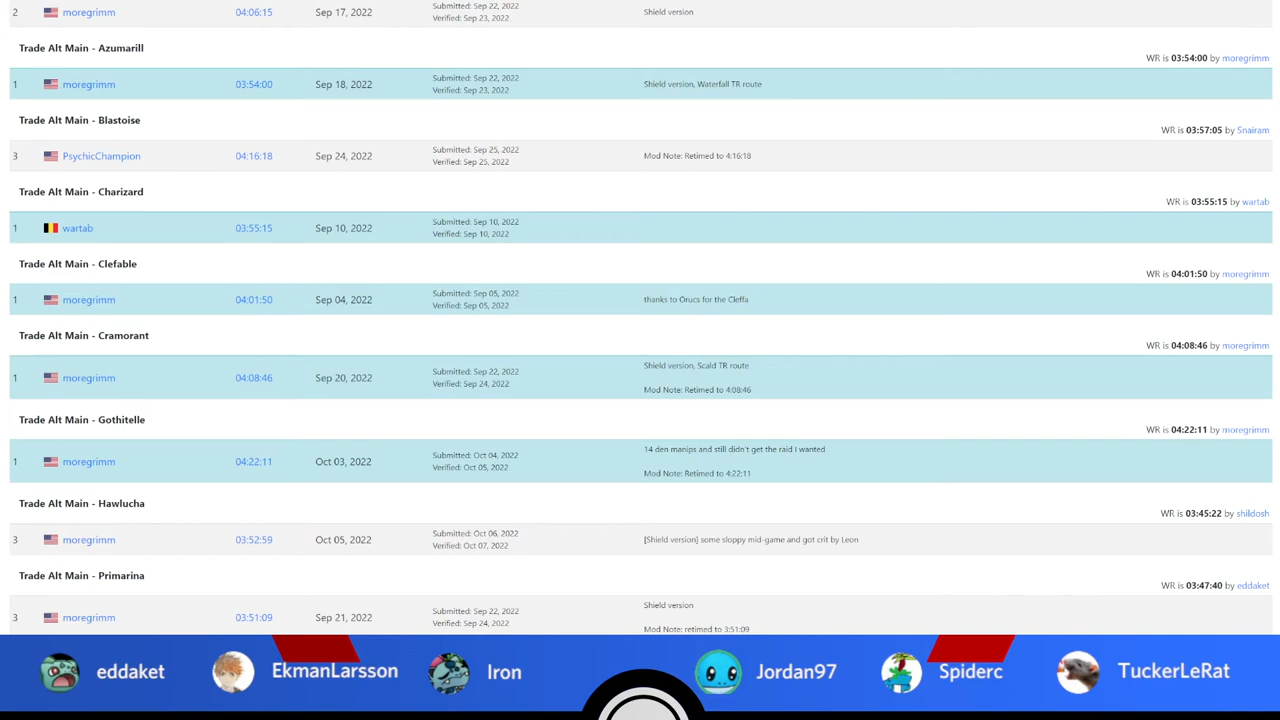 2 moregrimm 04:06:15 Sep 17, 2022 Submitted: Sep 22, 2022 Shield version
Verified: Sep 23, 2022
Trade Alt Main - Azumarill
WR is 03:54:00 by moregrimm
1 moregrimm 03:54:00 Sep 18, 2022 Submitted: Sep 22, 2022 Shield version, Waterfall TR route
Verified: Sep 23, 2022
Trade Alt Main - Blastoise
WR is 03:57:05 by Snairam
3 PsychicChampion 04:16:18 Sep 24, 2022 Submitted: Sep 25, 2022 Mod Note: Retimed to 4:16:18
Verified: Sep 25, 2022
Trade Alt Main - Charizard
WR is 03:55:15 by wartab
1 wartab 03:55:15 Sep 10, 2022 Submitted: Sep 10, 2022
Verified: Sep 10, 2022
Trade Alt Main - Clefable
WR is 04:01:50 by moregrimm
1 moregrimm 04:01:50 Sep 04, 2022 Submitted: Sep 05, 2022 thanks to Orucs for the Cleffa
Verified: Sep 05, 2022
Trade Alt Main - Cramorant
WR is 04:08:46 by moregrimm
Shield version, Scald TR route
1 moregrimm 04:08:46 Sep 20, 2022 Submitted: Sep 22, 2022
Verified: Sep 24, 2022
Mod Note: Retimed to 4:08:46
Trade Alt Main - Gothitelle
WR is 04:22:11 by moregrimm
14 den manips and still didn't get the raid I wanted
1 moregrimm 04:22:11 Oct 03, 2022 Submitted: Oct 04, 2022
Verified: Oct 05, 2022
Mod Note: Retimed to 4:22:11
Trade Alt Main - Hawlucha
WR is 03:45:22 by shildosh
3 moregrimm 03:52:59 Oct 05, 2022 Submitted: Oct 06, 2022 [Shield version] some sloppy mid-game and got crit by Leon
Verified: Oct 07, 2022
Trade Alt Main - Primarina
WR is 03:47:40 by eddaket
Shield version
3 moregrimm 03:51:09 Sep 21, 2022 Submitted: Sep 22, 2022
Verified: Sep 24, 2022
Mod Note: retimed to 3:51:09
eddaket EkmanLarsson Iron Jordan97 Spiderc TuckerLeRat